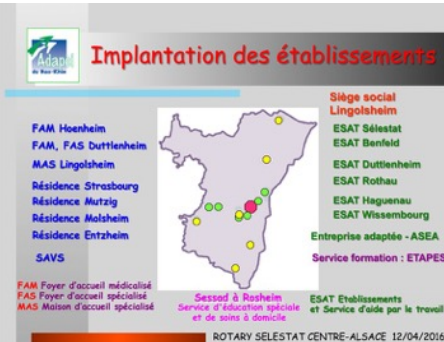 Adapei
du Bas-Rhin
Implantation des établissements
Siège social
Lingolsheim
FAM Hoenheim
FAM, FAS Duttlenheim
MAS Lingolsheim
Résidence Strasbourg
Résidence Mutzig
Résidence Molsheim
Résidence Entzheim
SAVS
ESAT Sélestat
ESAT Benfeld
ESAT Duttlenheim
ESAT Rothau
ESAT Haguenau
ESAT Wissembourg
Entreprise adaptée - ASEA
Service formation : ETAPES
FAM Foyer d'accueil médicalisé
FAS Foyer d'accueil spécialisé
MAS Maison d'accueil spécialisé
Sessad à Rosheim
Service d'éducation spéciale
et de soins à domicile
ESAT Etablissements
et Service d'aide par le travail
ROTARY SELESTAT CENTRE-ALSACE 12/04/2016